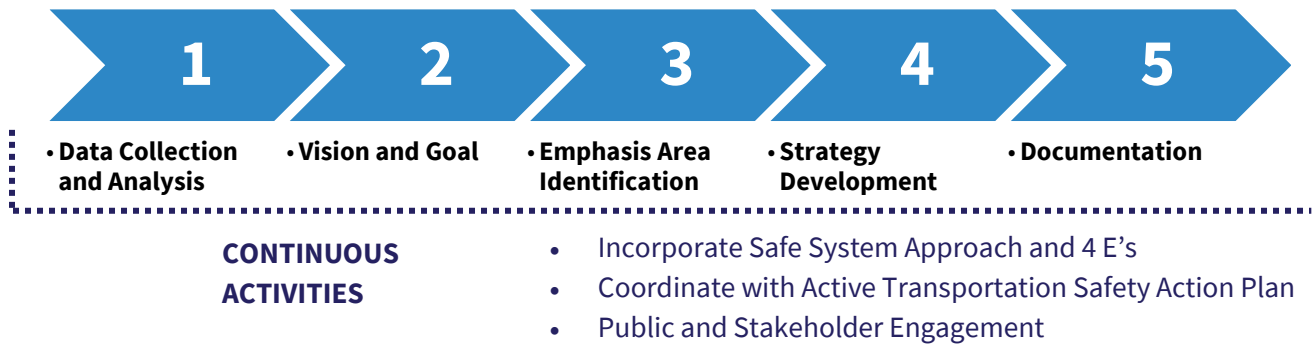 1
2
3
4
5
• Data Collection
and Analysis
• Vision and Goal
• Emphasis Area
Identification
• Strategy
Development
• Documentation
CONTINUOUS
ACTIVITIES
• Incorporate Safe System Approach and 4 E’s
• Coordinate with Active Transportation Safety Action Plan
• Public and Stakeholder Engagement